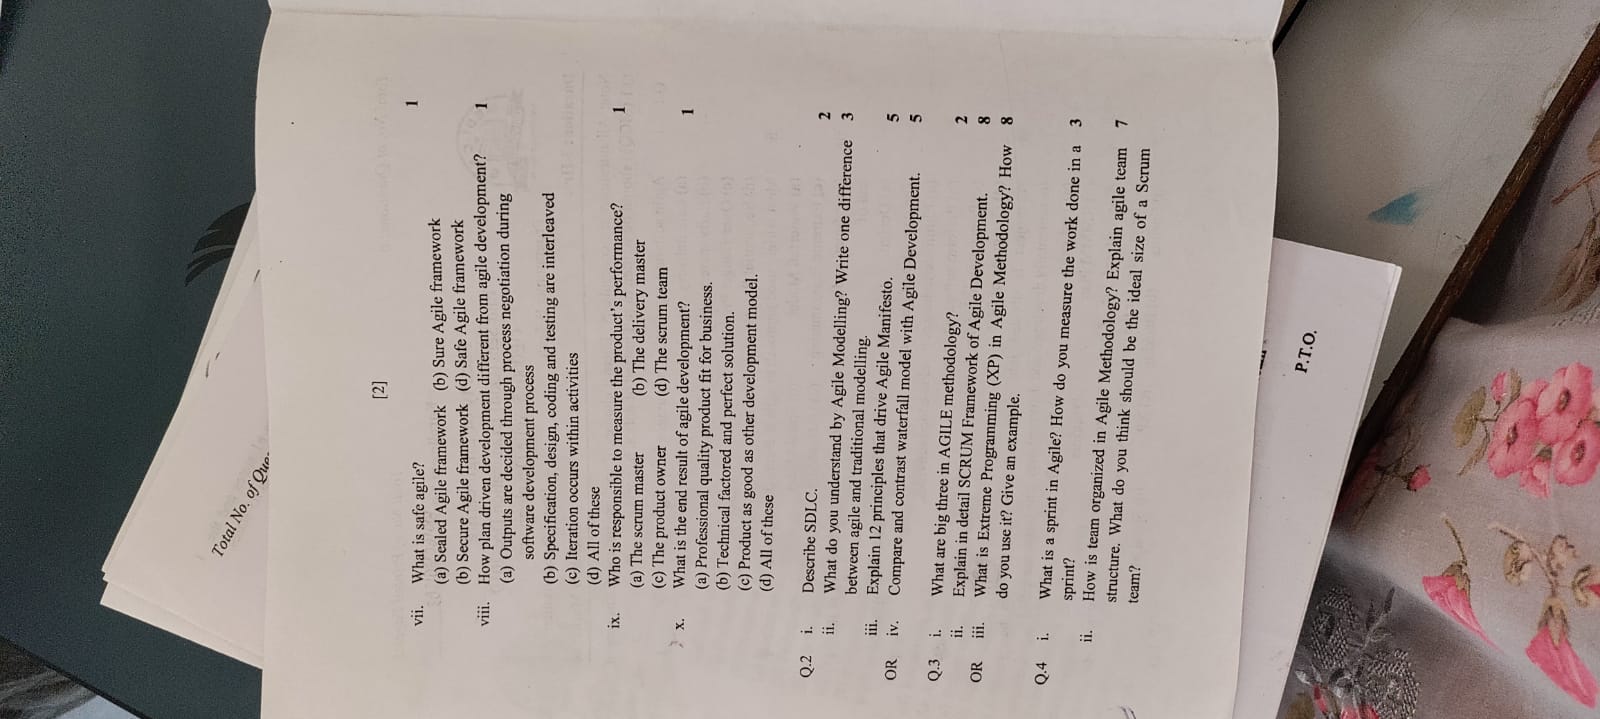 Total No. of Que
[2]
vii. What is safe agile? 1
(a) Sealed Agile framework (b) Sure Agile framework
(b) Secure Agile framework (d) Safe Agile framework
viii. How plan driven development different from agile development? 1
(a) Outputs are decided through process negotiation during
software development process
(b) Specification, design, coding and testing are interleaved
(c) Iteration occurs within activities
(d) All of these
ix. Who is responsible to measure the product's performance? 1
(a) The scrum master (b) The delivery master
(c) The product owner (d) The scrum team
x. What is the end result of agile development? 1
(a) Professional quality product fit for business.
(b) Technical factored and perfect solution.
(c) Product as good as other development model.
(d) All of these
Q.2 i. Describe SDLC. 2
ii. What do you understand by Agile Modelling? Write one difference 3
between agile and traditional modelling.
iii. Explain 12 principles that drive Agile Manifesto. 5
OR iv. Compare and contrast waterfall model with Agile Development. 5
Q.3 i. What are big three in AGILE methodology? 2
ii. Explain in detail SCRUM Framework of Agile Development. 8
OR iii. What is Extreme Programming (XP) in Agile Methodology? How 8
do you use it? Give an example.
Q.4 i. What is a sprint in Agile? How do you measure the work done in a 3
sprint?
ii. How is team organized in Agile Methodology? Explain agile team 7
structure. What do you think should be the ideal size of a Scrum
team?
P.T.O.